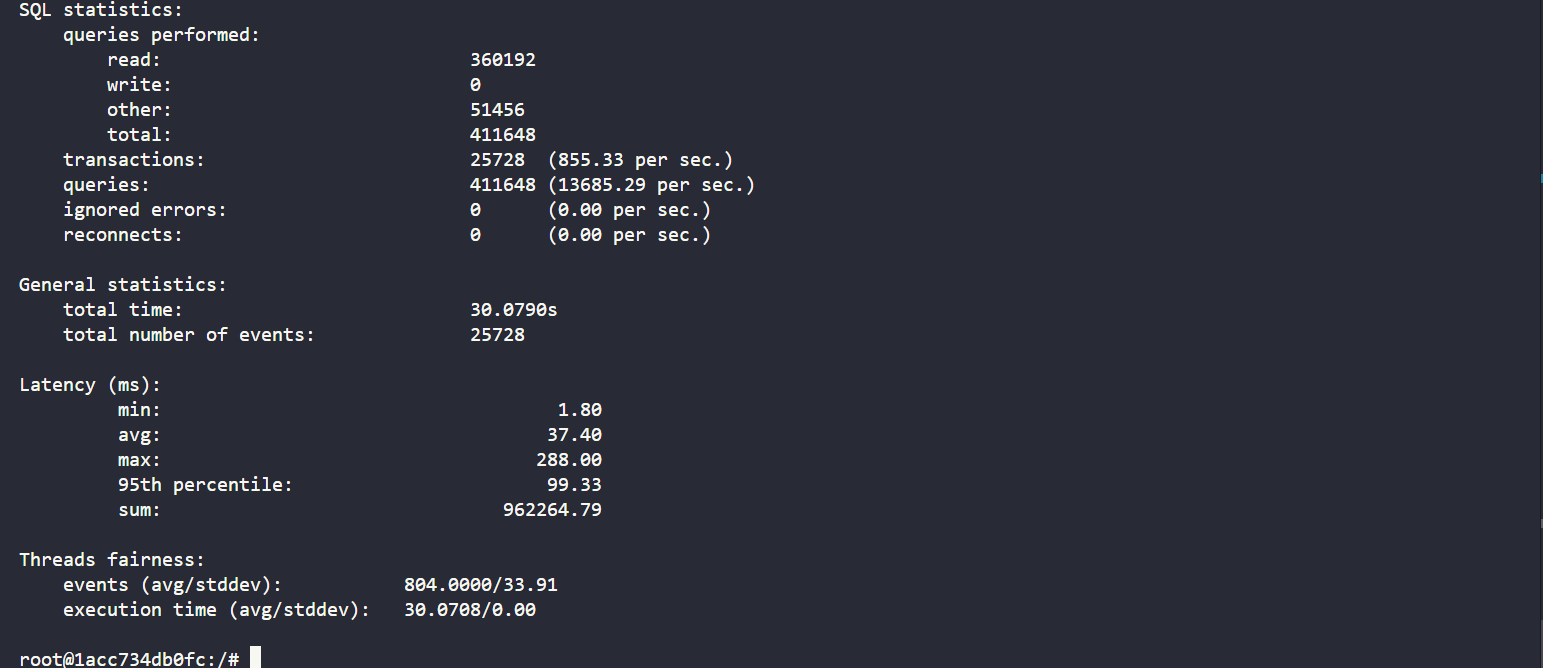 SQL statistics:
queries performed:
read: 360192
write: 0
other: 51456
total: 411648
transactions: 25728 (855.33 per sec.)
queries: 411648 (13685.29 per sec.)
ignored errors: 0 (0.00 per sec.)
reconnects: 0 (0.00 per sec.)
General statistics:
total time: 30.0790s
total number of events: 25728
Latency (ms):
min: 1.80
avg: 37.40
max: 288.00
95th percentile: 99.33
sum: 962264.79
Threads fairness:
events (avg/stddev): 804.0000/33.91
execution time (avg/stddev): 30.0708/0.00
root@1acc734db0fc:/#